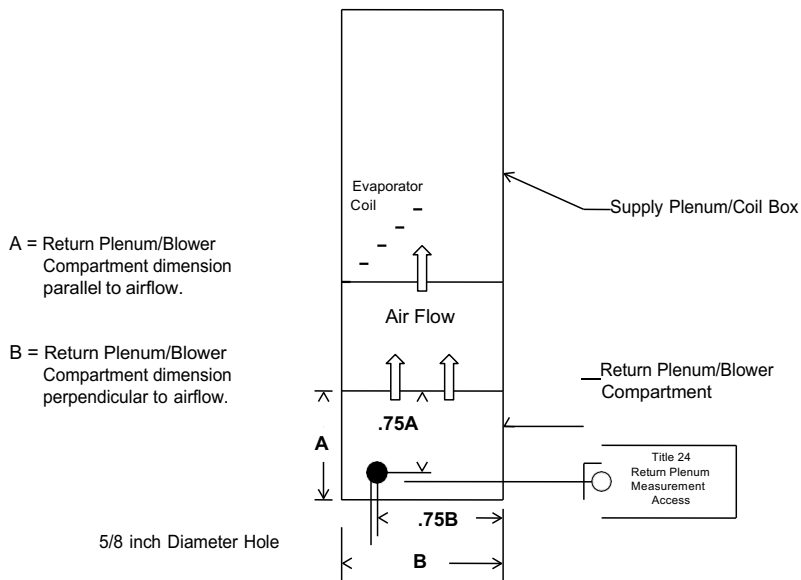 Evaporator
Coil
Supply Plenum/Coil Box
A = Return Plenum/Blower
Compartment dimension
parallel to airflow.
Air Flow
B = Return Plenum/Blower
Compartment dimension
perpendicular to airflow.
Return Plenum/Blower
Compartment
.75A
A
Title 24
Return Plenum
Measurement
Access
.75B
5/8 inch Diameter Hole
B